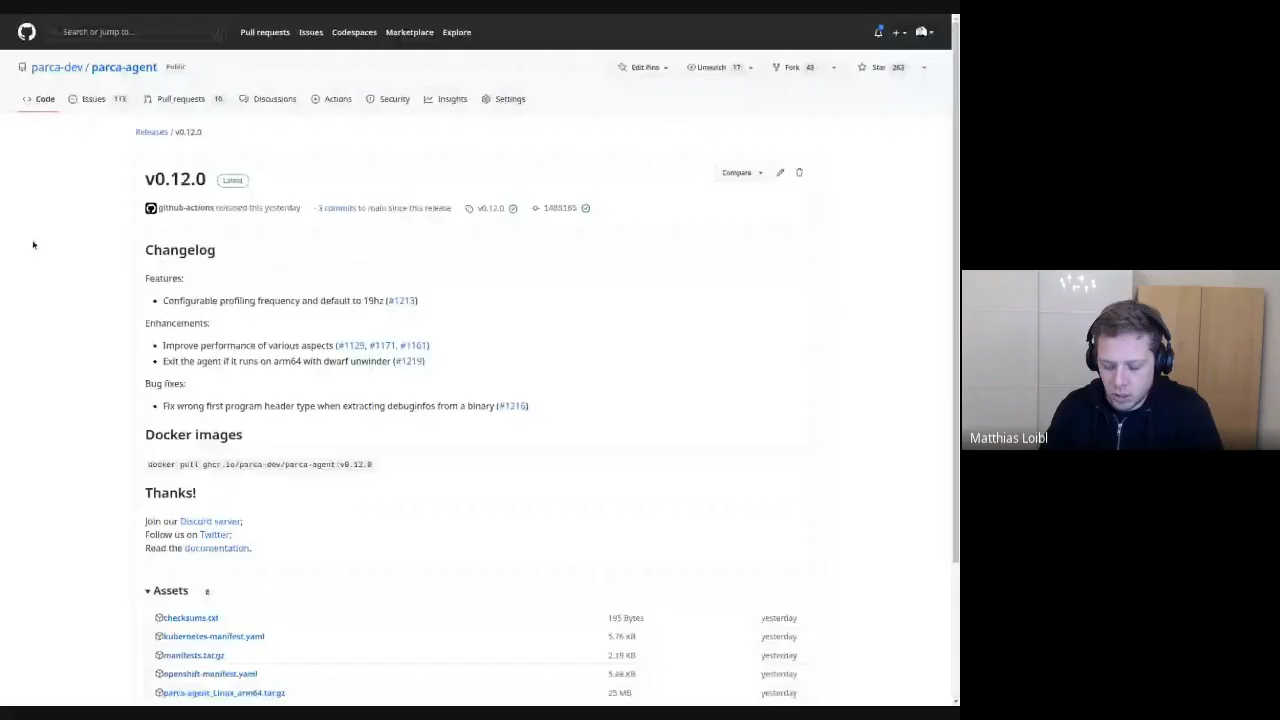 Search or jump to...
Pull requests Issues Codespaces Marketplace Explore
parca-dev / parca-agent Public
Edit Pins Unwatch 17 Fork 43 Star 263
Code Issues 113 Pull requests 16 Discussions Actions Security Insights Settings
Releases / v0.12.0
v0.12.0 Latest
Compare
github-actions released this yesterday · 3 commits to main since this release v0.12.0 1485165
Changelog
Features:
• Configurable profiling frequency and default to 19hz (#1213)
Enhancements:
• Improve performance of various aspects (#1129, #1171, #1161)
• Exit the agent if it runs on arm64 with dwarf unwinder (#1219)
Bug fixes:
• Fix wrong first program header type when extracting debuginfos from a binary (#1216)
Docker images
docker pull ghcr.io/parca-dev/parca-agent:v0.12.0
Thanks!
Join our Discord server;
Follow us on Twitter;
Read the documentation.
Assets 8
checksums.txt 195 Bytes yesterday
kubernetes-manifest.yaml 5.76 KB yesterday
manifests.tar.gz 2.19 KB yesterday
openshift-manifest.yaml 5.48 KB yesterday
parca-agent_Linux_arm64.tar.gz 25 MB yesterday
Matthias Loibl